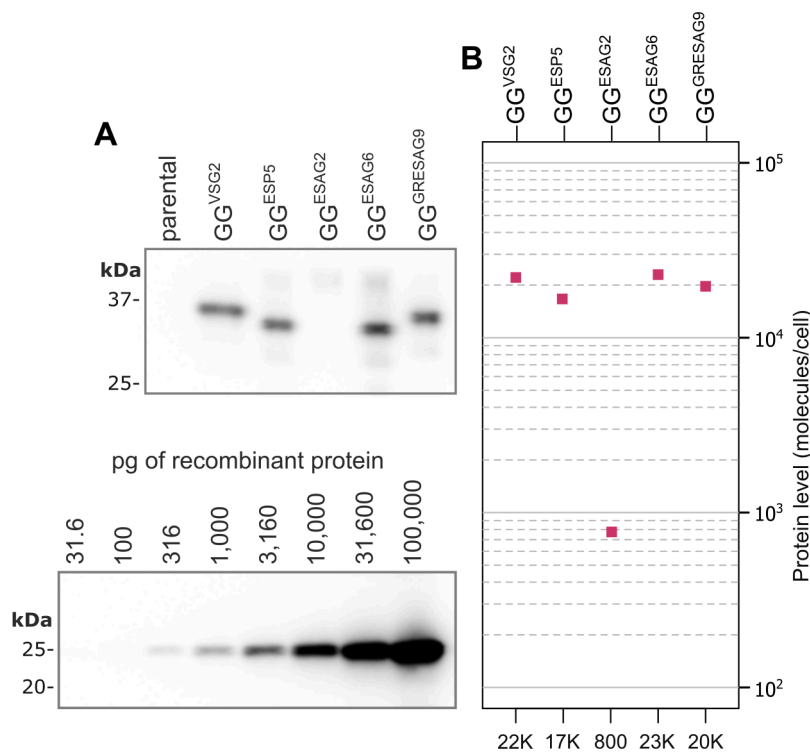 A
parental
GG^VSG2
GG^ESP5
GG^ESAG2
GG^ESAG6
GG^GRESAG9
kDa
37-
25-
pg of recombinant protein
31.6
100
316
1,000
3,160
10,000
31,600
100,000
kDa
25-
20-
B
GG^VSG2
GG^ESP5
GG^ESAG2
GG^ESAG6
GG^GRESAG9
10^5
10^4
10^3
10^2
Protein level (molecules/cell)
22K 17K 800 23K 20K